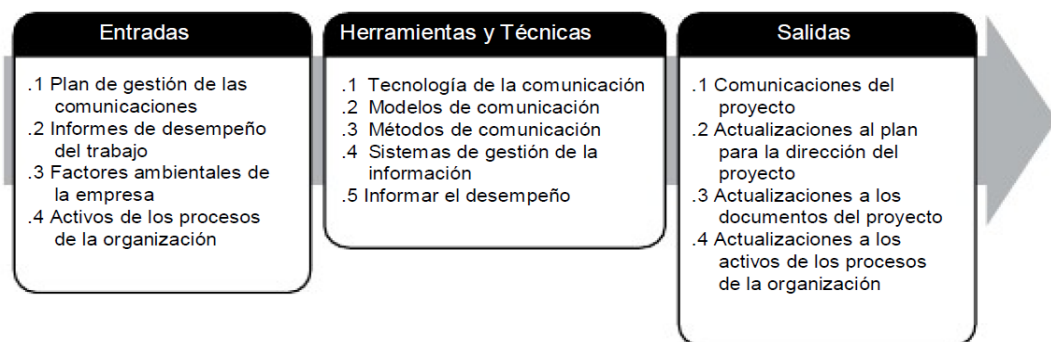 Entradas
.1 Plan de gestión de las
comunicaciones
.2 Informes de desempeño
del trabajo
.3 Factores ambientales de
la empresa
.4 Activos de los procesos
de la organización
Herramientas y Técnicas
.1 Tecnología de la comunicación
.2 Modelos de comunicación
.3 Métodos de comunicación
.4 Sistemas de gestión de la
información
.5 Informar el desempeño
Salidas
.1 Comunicaciones del
proyecto
.2 Actualizaciones al plan
para la dirección del
proyecto
.3 Actualizaciones a los
documentos del proyecto
.4 Actualizaciones a los
activos de los procesos
de la organización